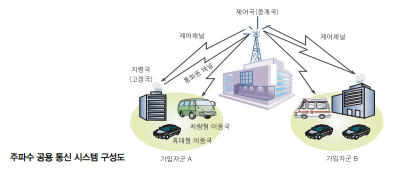 제어국(중계국)
제어채널
제어채널
지령국
(고정국)
통화용 채널
차량형 이동국
휴대형 이동국
주파수 공용 통신 시스템 구성도
가입자군 A
가입자군 B